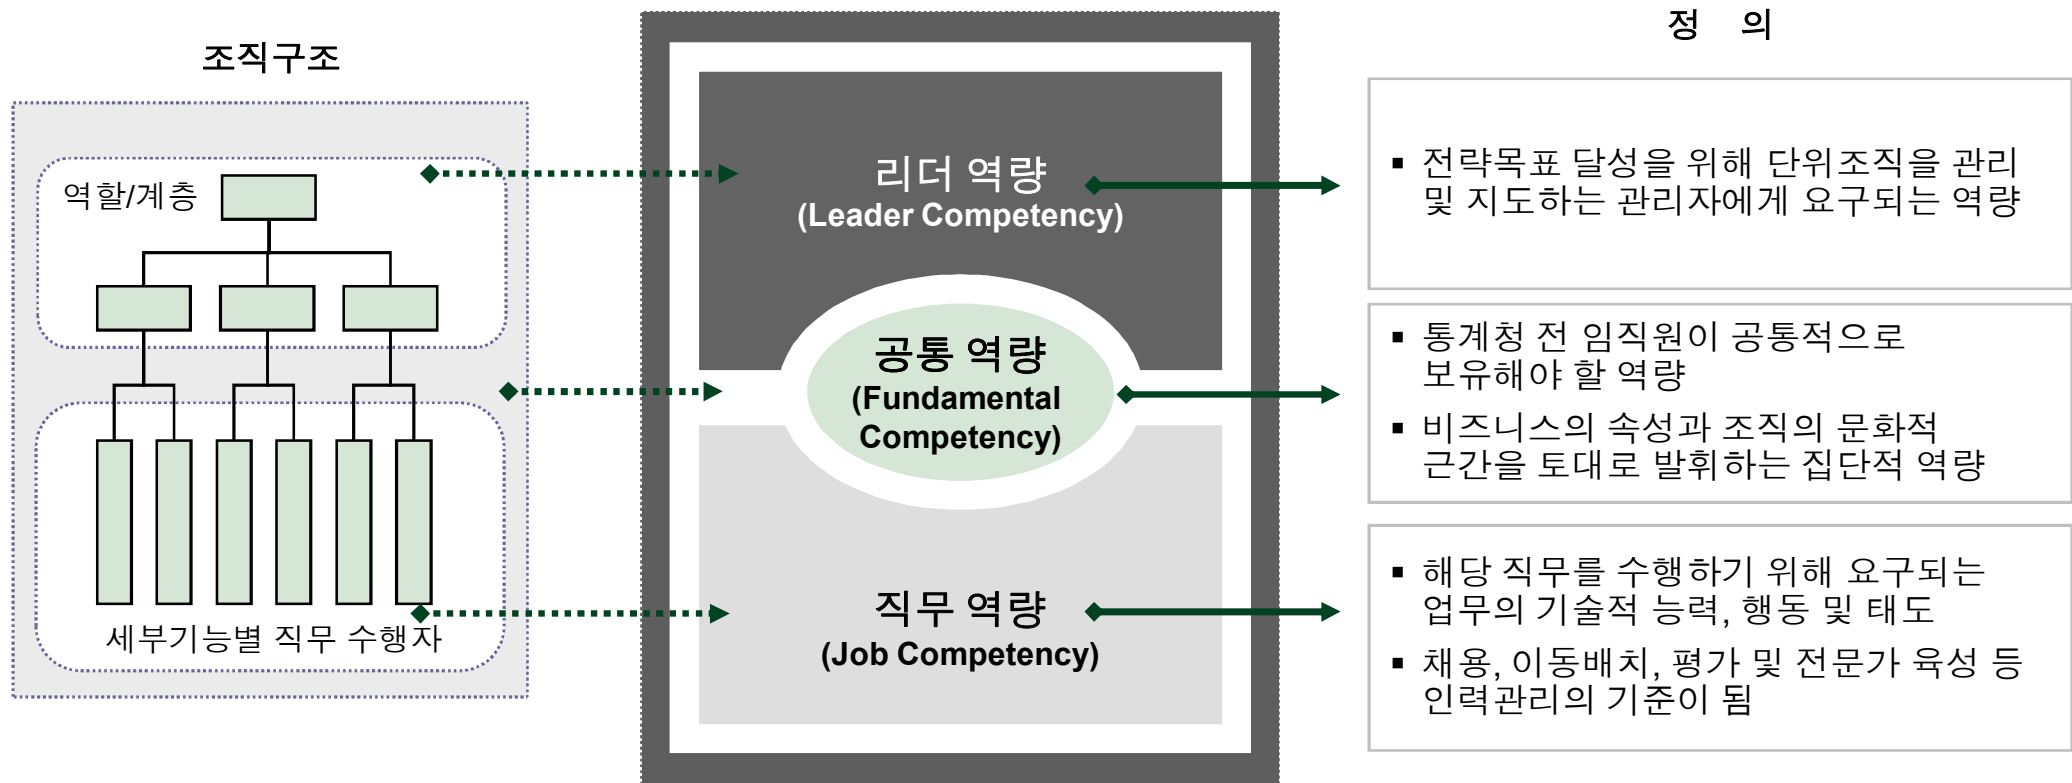 조직구조
역할/계층
세부기능별 직무 수행자
리더 역량
(Leader Competency)
공통 역량
(Fundamental
Competency)
직무 역량
(Job Competency)
정 의
▪ 전략목표 달성을 위해 단위조직을 관리
및 지도하는 관리자에게 요구되는 역량
▪ 통계청 전 임직원이 공통적으로
보유해야 할 역량
▪ 비즈니스의 속성과 조직의 문화적
근간을 토대로 발휘하는 집단적 역량
▪ 해당 직무를 수행하기 위해 요구되는
업무의 기술적 능력, 행동 및 태도
▪ 채용, 이동배치, 평가 및 전문가 육성 등
인력관리의 기준이 됨